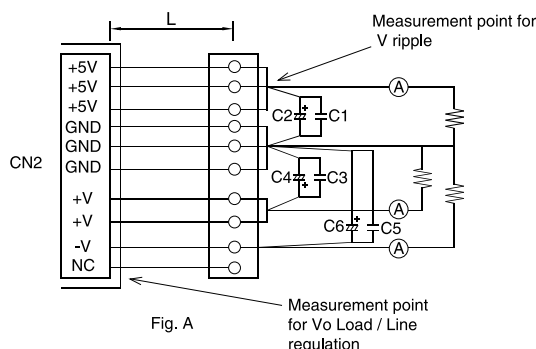 L
Measurement point for
V ripple
CN2
+5V
+5V
+5V
GND
GND
GND
+V
+V
-V
NC
A
C2 + C1
C4 + C3
A
C6 + C5
A
Fig. A
Measurement point
for Vo Load / Line
regulation